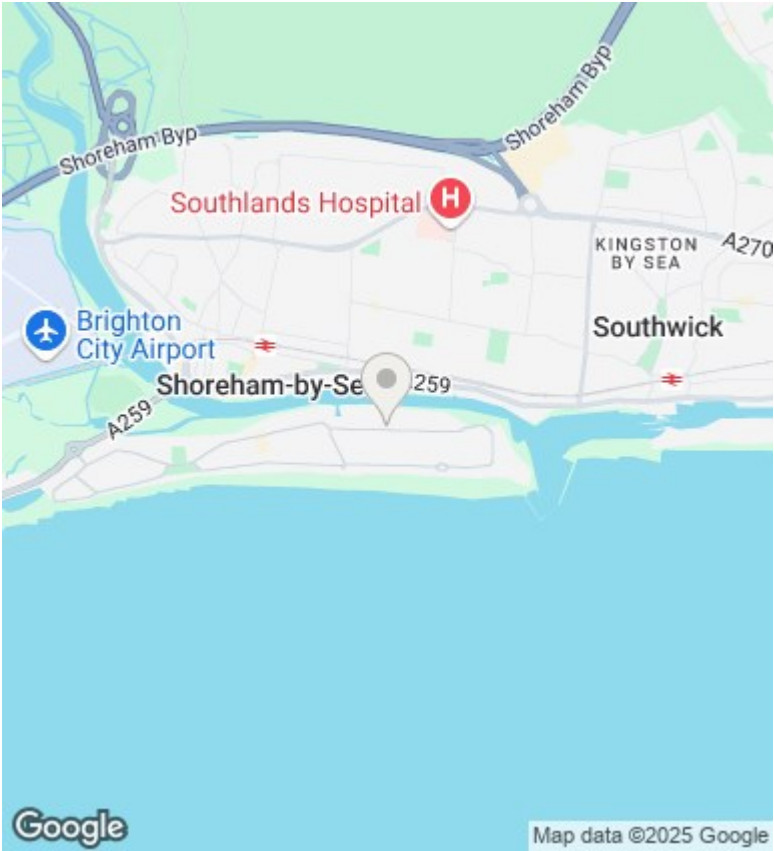 Shoreham Byp
Shoreham Byp
Southlands Hospital
H
KINGSTON
BY SEA
A270
Brighton
City Airport
Southwick
Shoreham-by-Se
259
A259
Google
Map data ©2025 Google